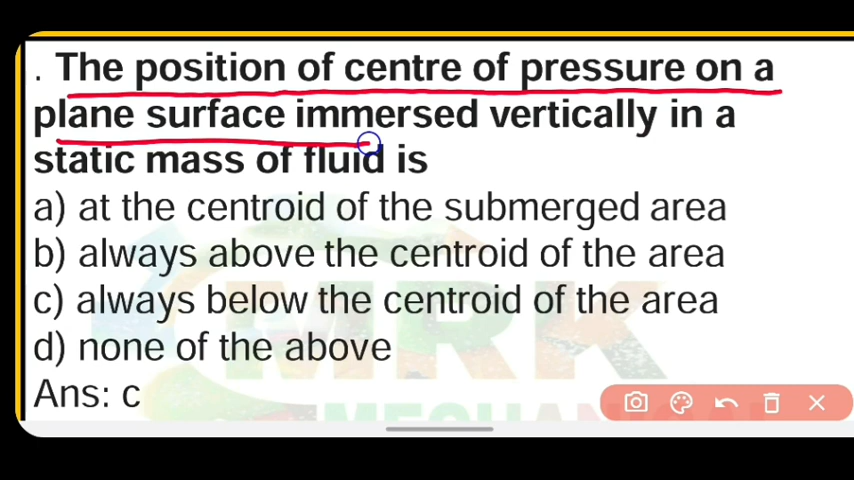 . The position of centre of pressure on a
plane surface immersed vertically in a
static mass of fluid is
a) at the centroid of the submerged area
b) always above the centroid of the area
c) always below the centroid of the area
d) none of the above
Ans: c
MRK